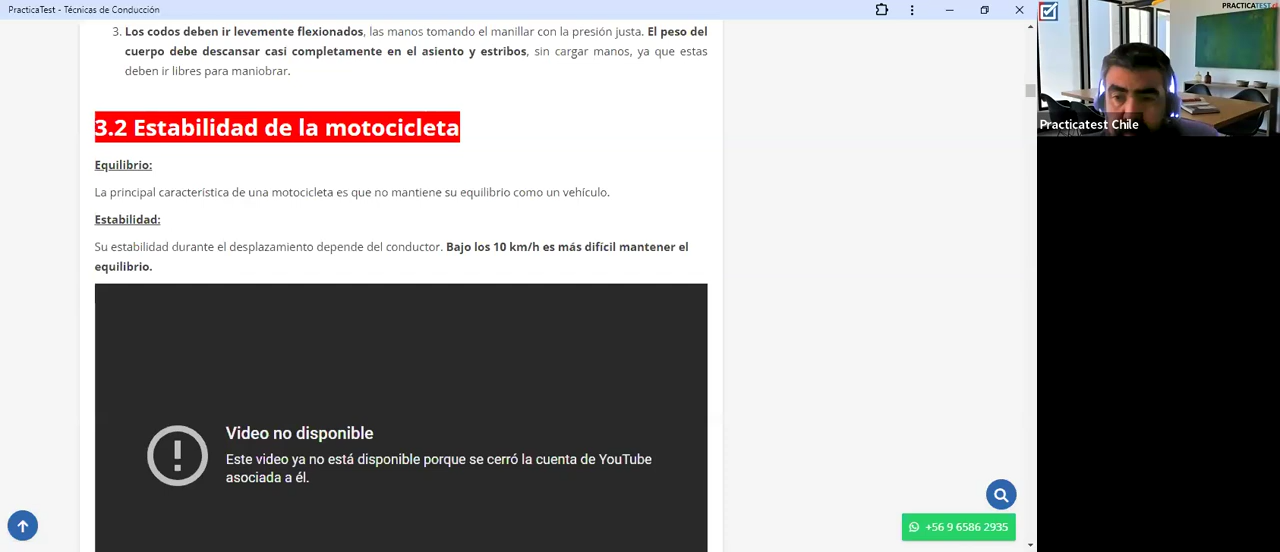 PracticaTest - Técnicas de Conducción
PRACTICATEST
3. Los codos deben ir levemente flexionados, las manos tomando el manillar con la presión justa. El peso del
cuerpo debe descansar casi completamente en el asiento y estribos, sin cargar manos, ya que estas
deben ir libres para maniobrar.
Practicatest Chile
3.2 Estabilidad de la motocicleta
Equilibrio:
La principal característica de una motocicleta es que no mantiene su equilibrio como un vehículo.
Estabilidad:
Su estabilidad durante el desplazamiento depende del conductor. Bajo los 10 km/h es más difícil mantener el
equilibrio.
Video no disponible
Este video ya no está disponible porque se cerró la cuenta de YouTube
asociada a él.
+56 9 6586 2935